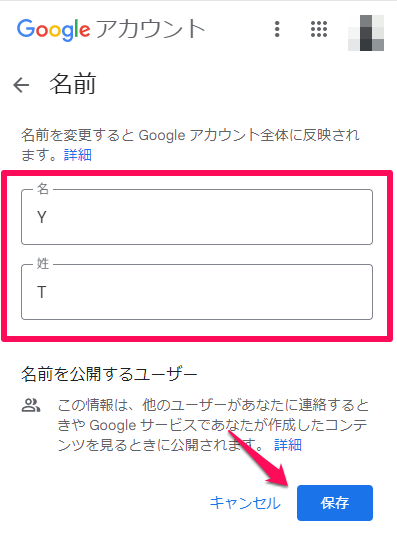 Google アカウント
名前
名前を変更すると Google アカウント全体に反映され
ます。詳細
名
Y
姓
T
名前を公開するユーザー
この情報は、他のユーザーがあなたに連絡すると
きや Google サービスであなたが作成したコンテ
ンツを見るときに公開されます。 詳細
キャンセル
保存